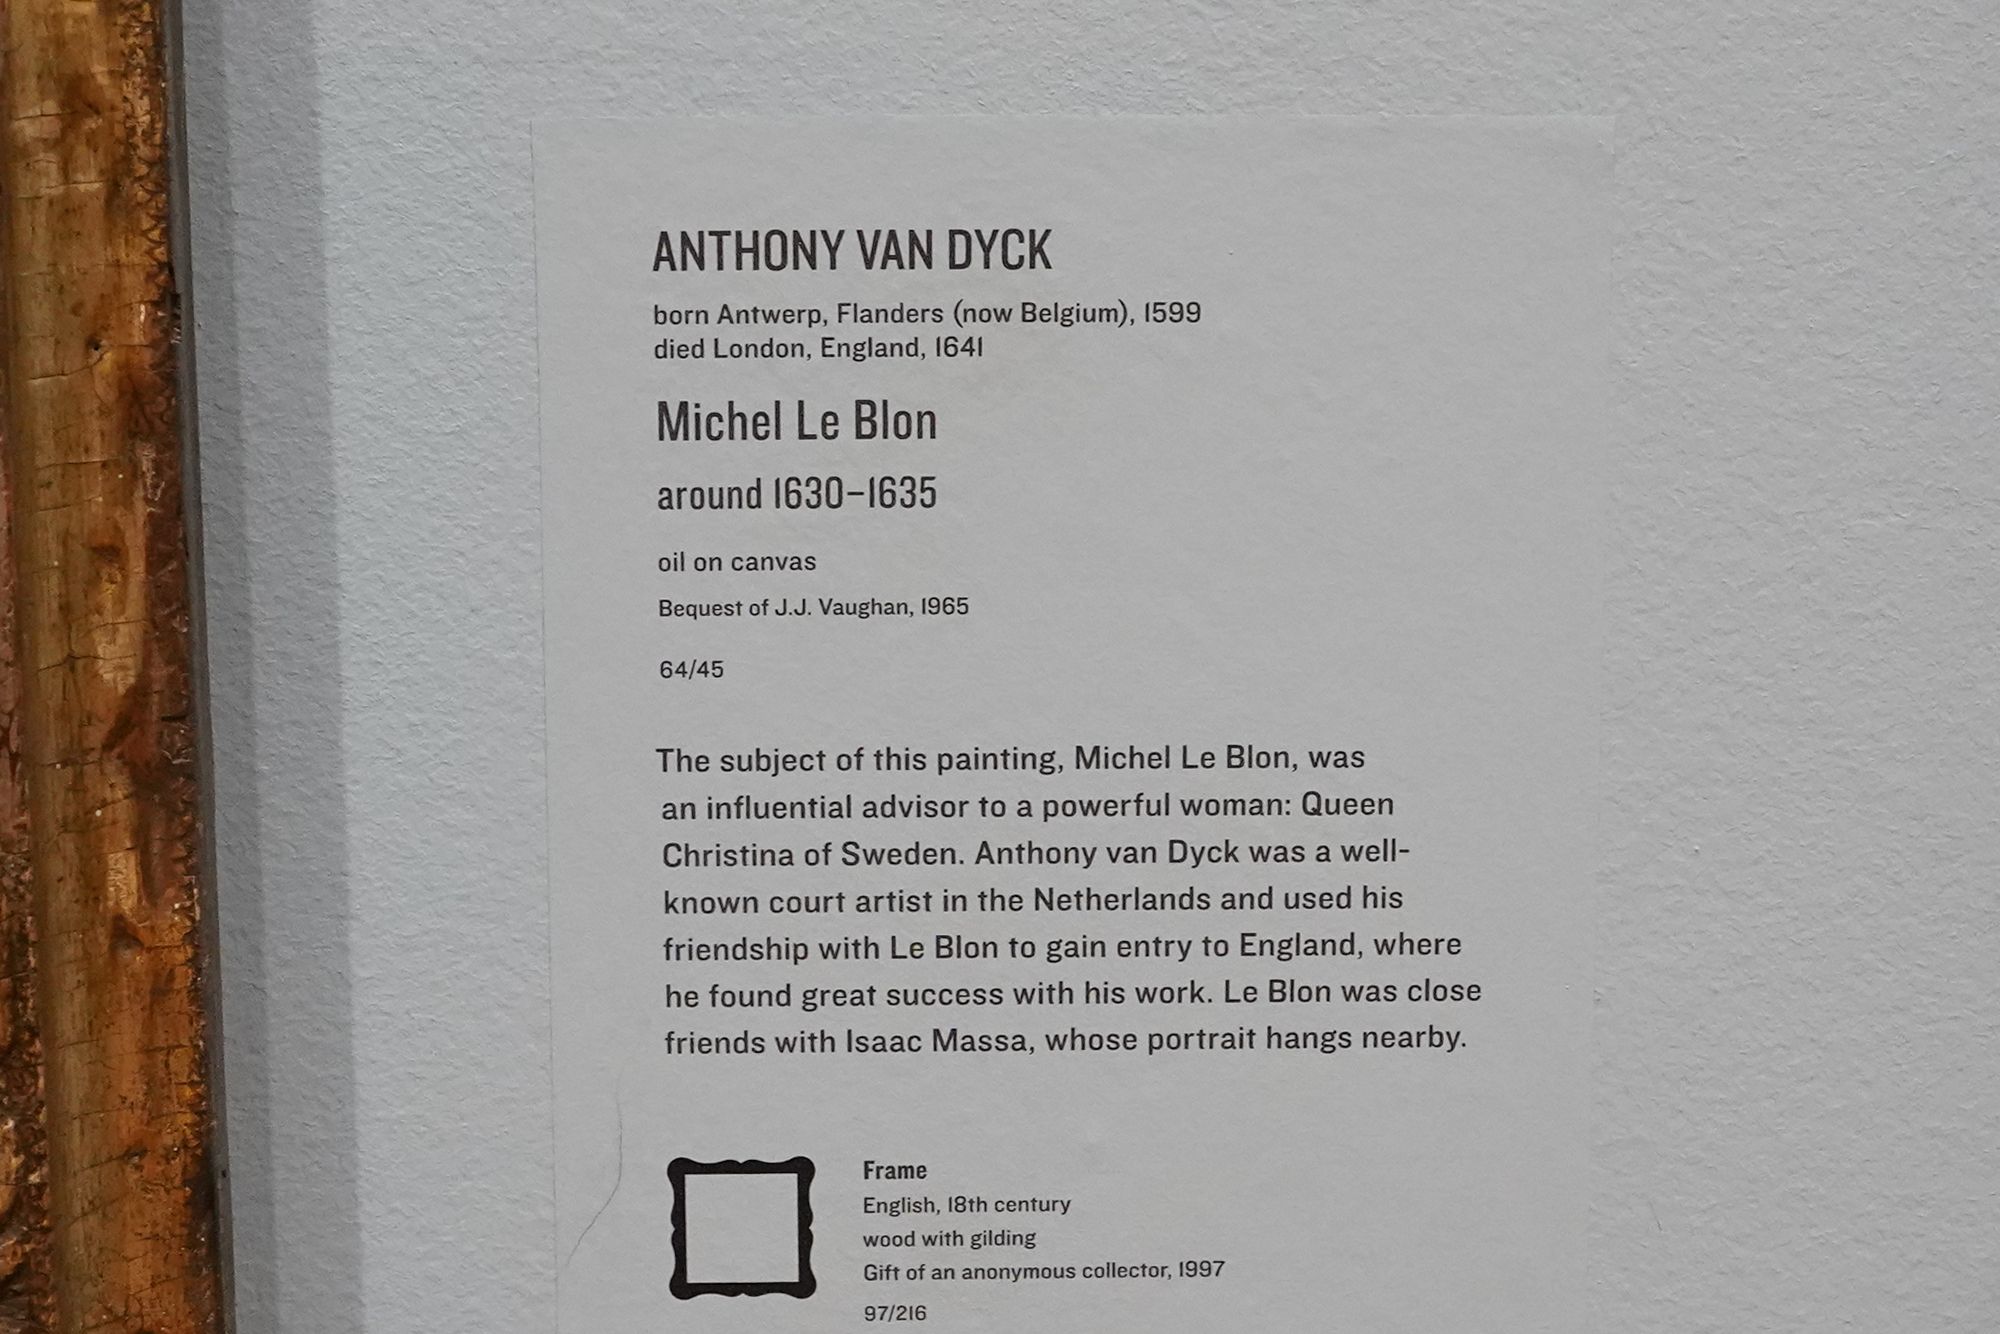 ANTHONY VAN DYCK
born Antwerp, Flanders (now Belgium), 1599
died London, England, 1641
Michel Le Blon
around 1630–1635
oil on canvas
Bequest of J.J. Vaughan, 1965
64/45
The subject of this painting, Michel Le Blon, was
an influential advisor to a powerful woman: Queen
Christina of Sweden. Anthony van Dyck was a well-
known court artist in the Netherlands and used his
friendship with Le Blon to gain entry to England, where
he found great success with his work. Le Blon was close
friends with Isaac Massa, whose portrait hangs nearby.
Frame
English, 18th century
wood with gilding
Gift of an anonymous collector, 1997
97/216